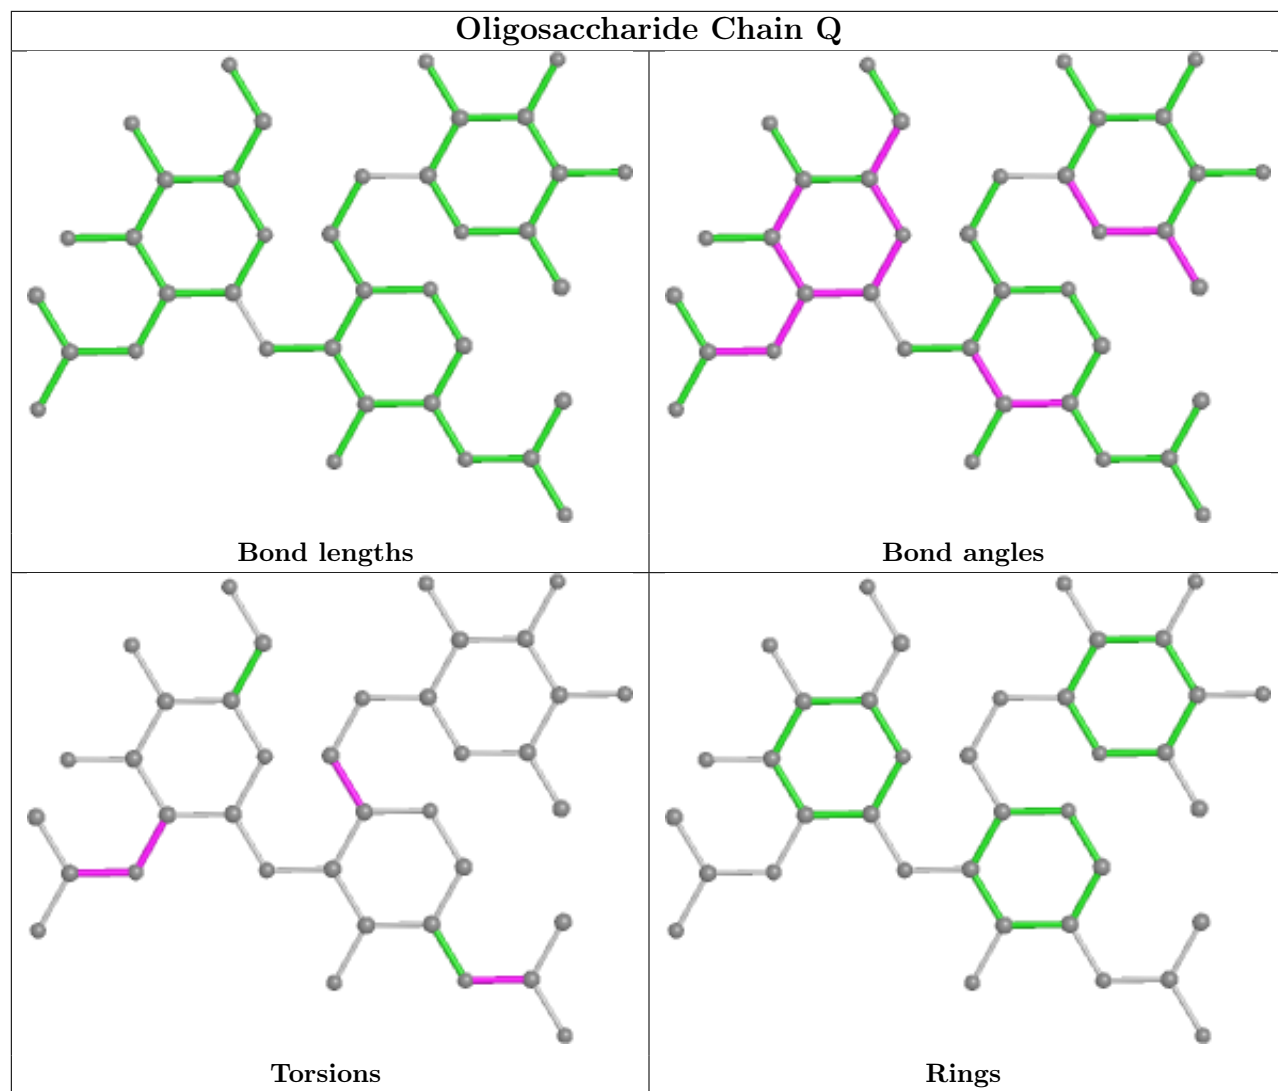 Oligosaccharide Chain Q
Bond lengths
Bond angles
Torsions
Rings